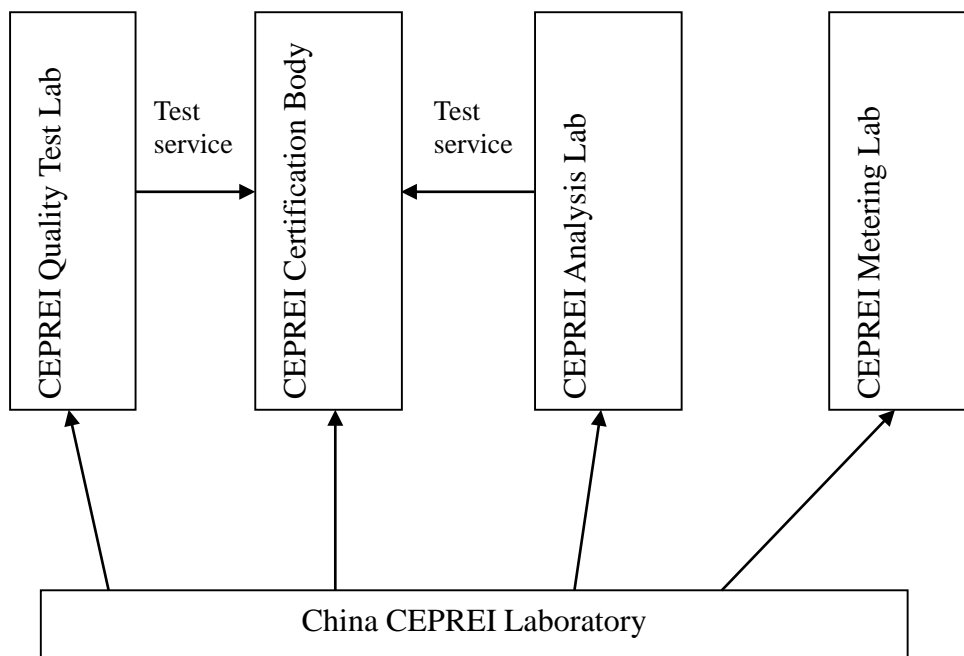 CEPREI Quality Test Lab
Test
service
CEPREI Certification Body
Test
service
CEPREI Analysis Lab
CEPREI Metering Lab
China CEPREI Laboratory